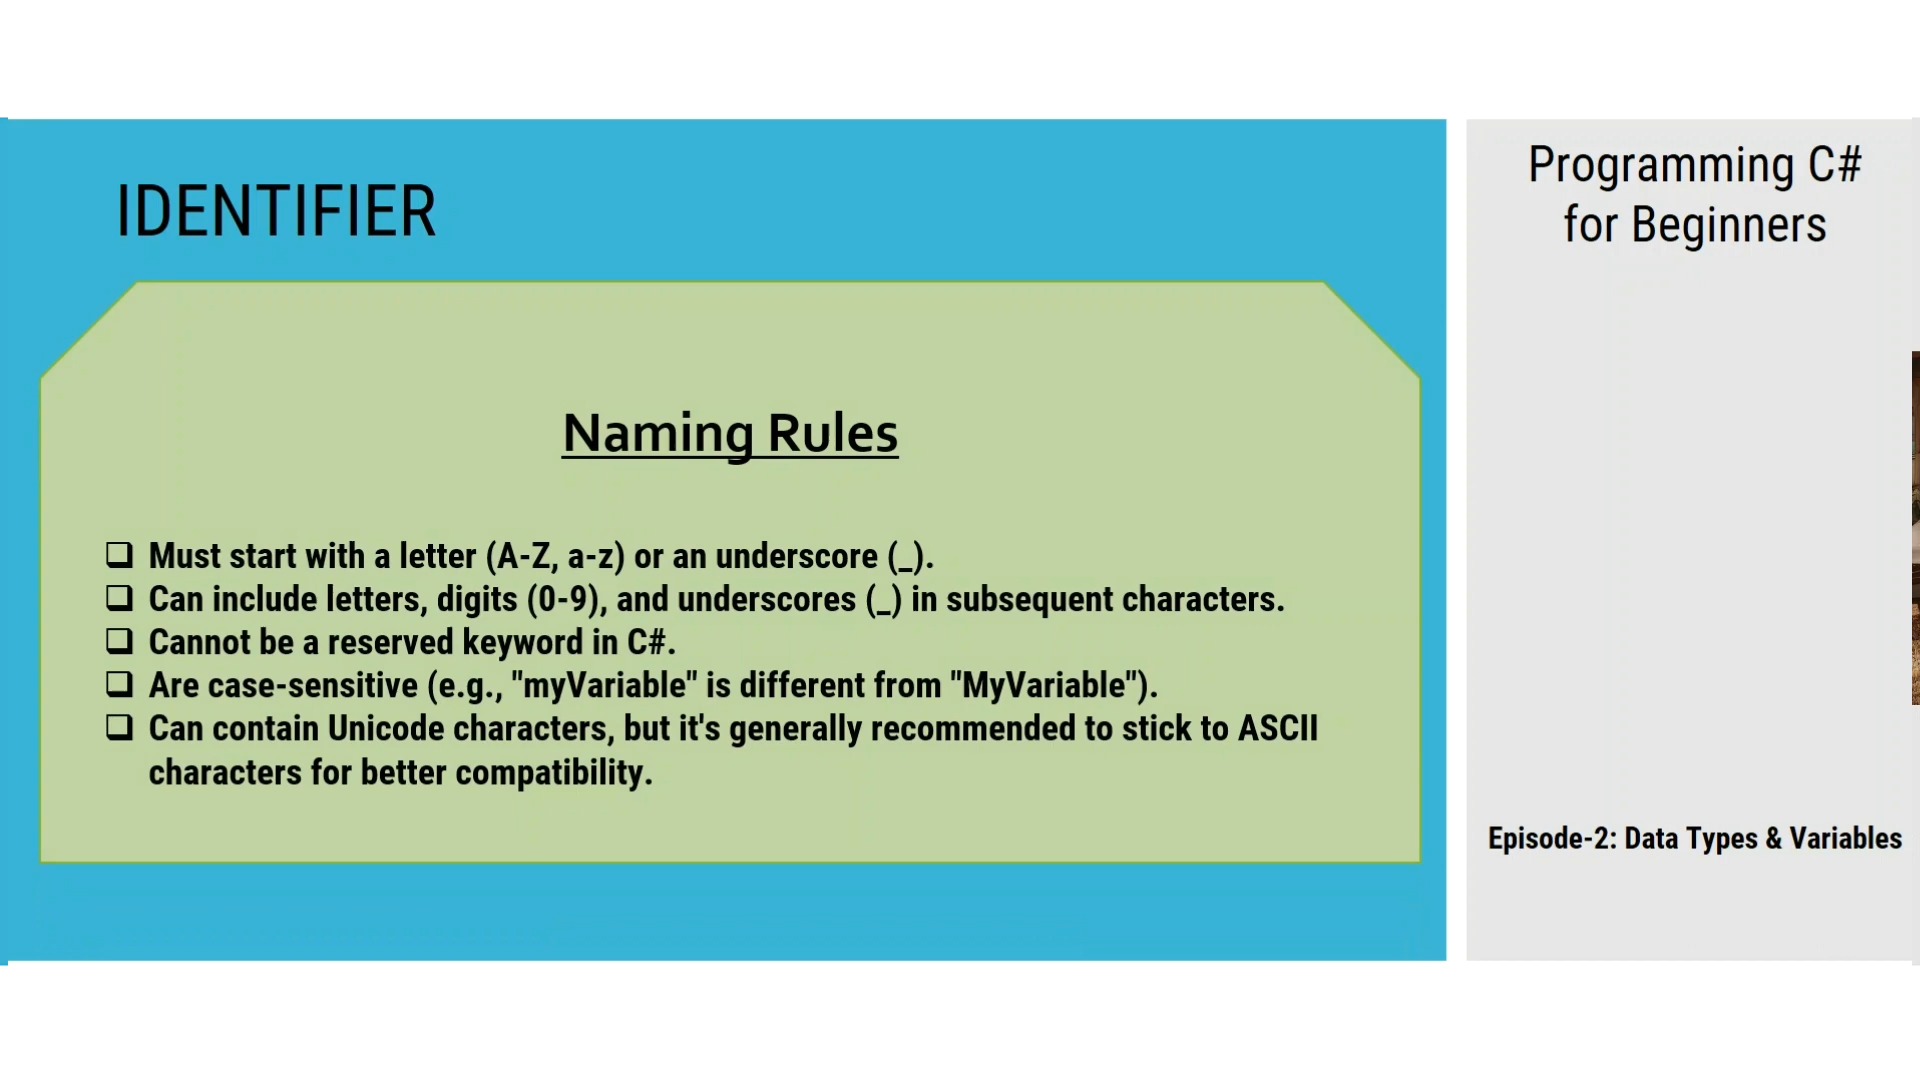 IDENTIFIER
Naming Rules
❑ Must start with a letter (A-Z, a-z) or an underscore (_).
❑ Can include letters, digits (0-9), and underscores (_) in subsequent characters.
❑ Cannot be a reserved keyword in C#.
❑ Are case-sensitive (e.g., "myVariable" is different from "MyVariable").
❑ Can contain Unicode characters, but it's generally recommended to stick to ASCII
characters for better compatibility.
Programming C#
for Beginners
Episode-2: Data Types & Variables